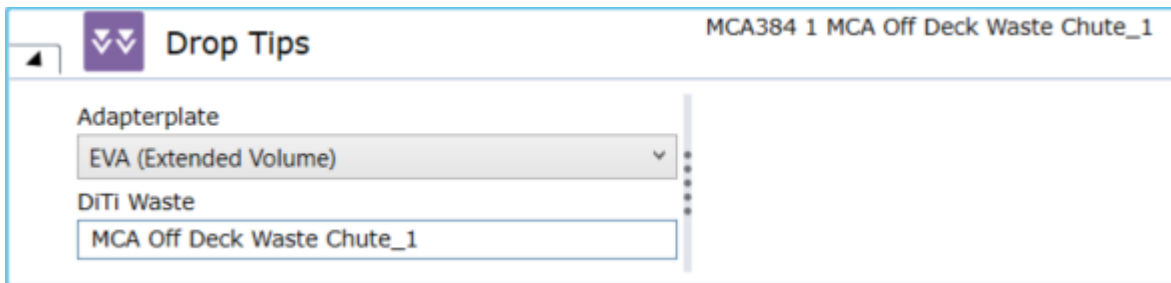 Drop Tips
MCA384 1 MCA Off Deck Waste Chute_1
Adapterplate
EVA (Extended Volume)
DiTi Waste
MCA Off Deck Waste Chute_1